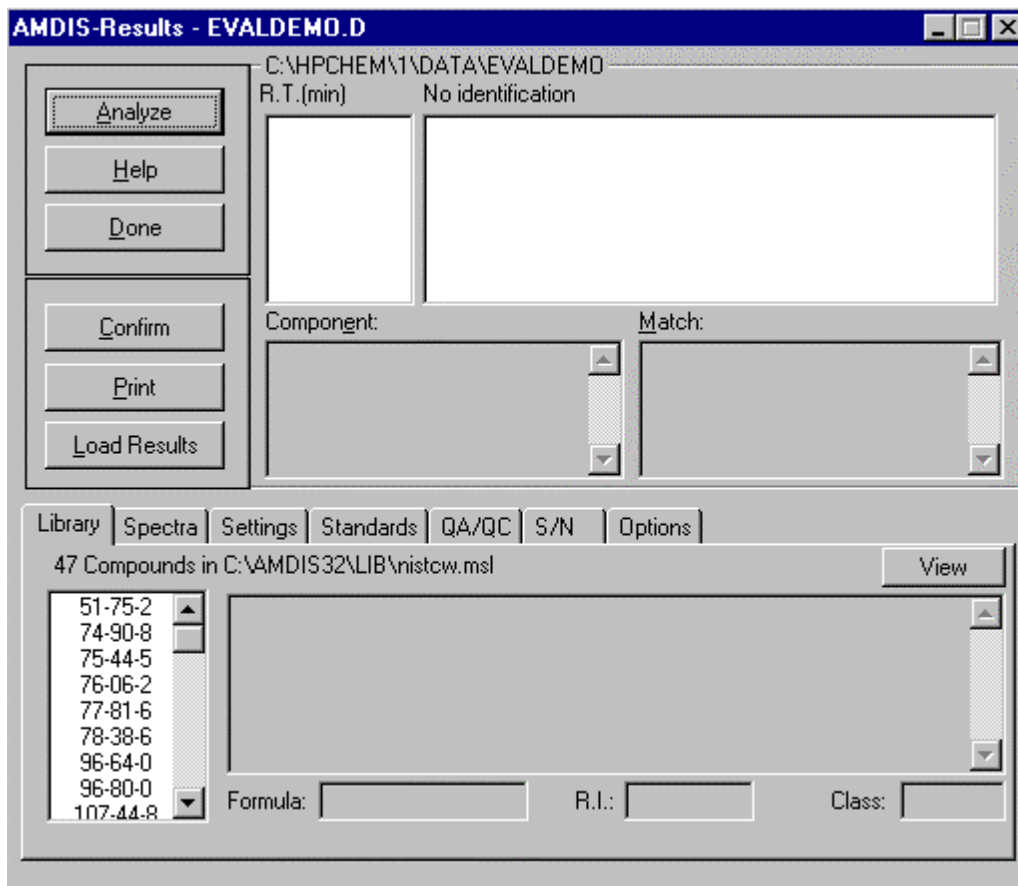 AMDIS-Results - EVALDEMO.D
C:\HPCHEM\1\DATA\EVALDEMO
R.T.(min) No identification
Analyze
Help
Done
Confirm
Print
Load Results
Component: Match:
Library Spectra Settings Standards QA/QC S/N Options
47 Compounds in C:\AMDIS32\LIB\nistcw.msl View
51-75-2
74-90-8
75-44-5
76-06-2
77-81-6
78-38-6
96-64-0
96-80-0
107-44-8
Formula: R.I.: Class: